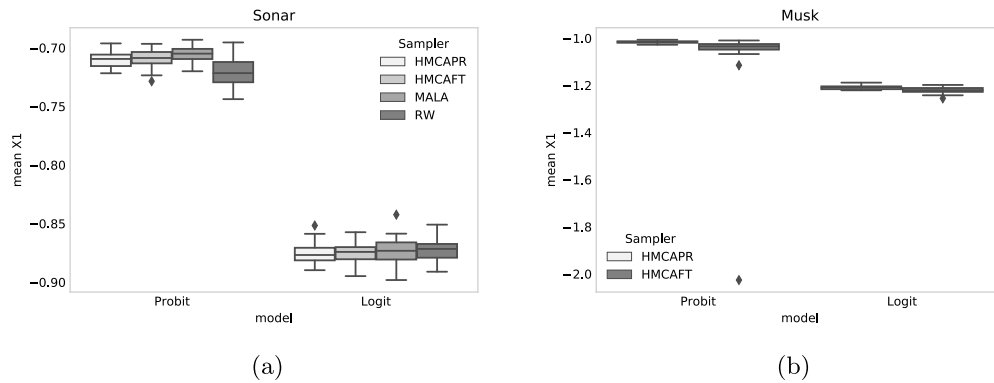 Sonar
−0.70
−0.75
−0.80
−0.85
−0.90
mean X1
Sampler
HMCAPR
HMCAFT
MALA
RW
Probit
Logit
model
(a)
Musk
−1.0
−1.2
−1.4
−1.6
−1.8
−2.0
mean X1
Sampler
HMCAPR
HMCAFT
Probit
Logit
model
(b)